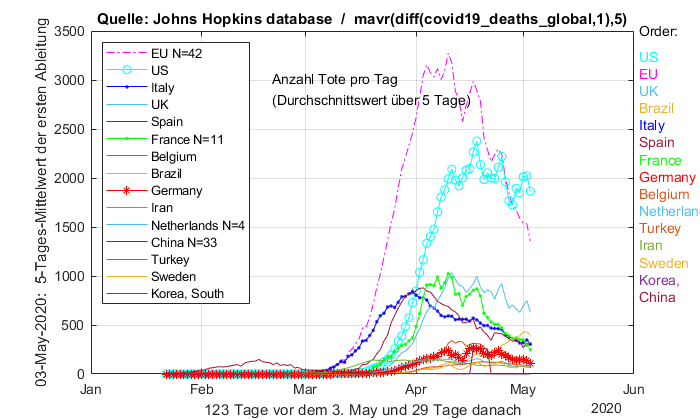 Quelle: Johns Hopkins database / mavr(diff(covid19_deaths_global,1),5)
Order:
03-May-2020: 5-Tages-Mittelwert der ersten Ableitung
3500
3000
2500
2000
1500
1000
500
0
EU N=42
US
Italy
UK
Spain
France N=11
Belgium
Brazil
Germany
Iran
Netherlands N=4
China N=33
Turkey
Sweden
Korea, South
Anzahl Tote pro Tag
(Durchschnittswert über 5 Tage)
US
EU
UK
Brazil
Italy
Spain
France
Germany
Belgium
Netherlan
Turkey
Iran
Sweden
Korea,
China
Jan Feb Mar Apr May Jun
123 Tage vor dem 3. May und 29 Tage danach
2020